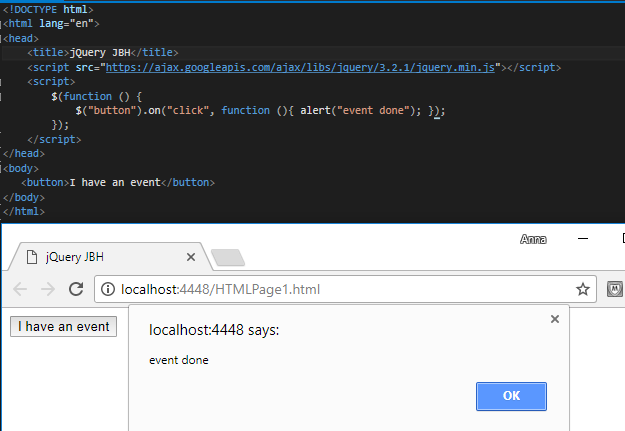 <!DOCTYPE html>
<html lang="en">
<head>
    <title>jQuery JBH</title>
    <script src="https://ajax.googleapis.com/ajax/libs/jquery/3.2.1/jquery.min.js"></script>
    <script>
        $(function () {
            $("button").on("click", function (){ alert("event done"); });
        });
    </script>
</head>
<body>
   <button>I have an event</button>
</body>
</html>
Anna
jQuery JBH
localhost:4448/HTMLPage1.html
I have an event
localhost:4448 says:
event done
OK